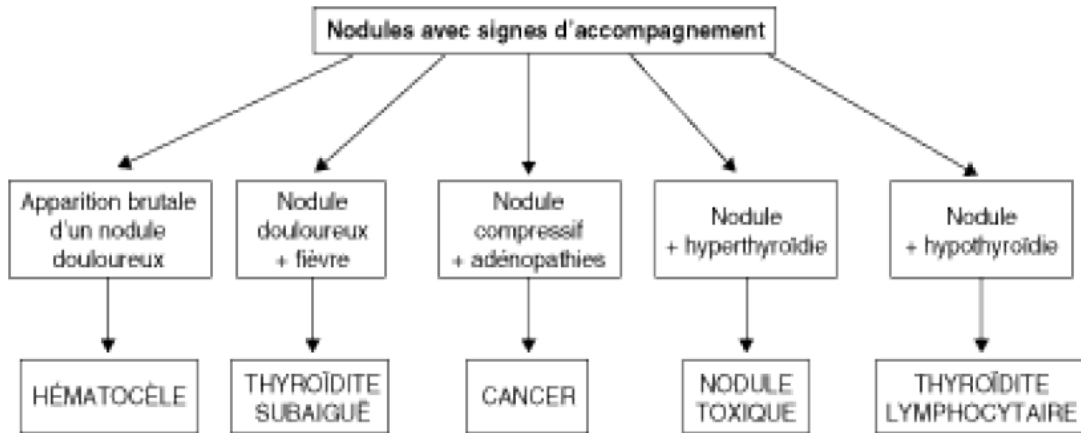 Nodules avec signes d'accompagnement
Apparition brutale
d'un nodule
douloureux
Nodule
douloureux
+ fièvre
Nodule
compressif
+ adénopathies
Nodule
+ hyperthyroïdie
Nodule
+ hypothyroïdie
HÉMATOCÈLE
THYROÏDITE
SUBAIGUË
CANCER
NODULE
TOXIQUE
THYROÏDITE
LYMPHOCYTAIRE